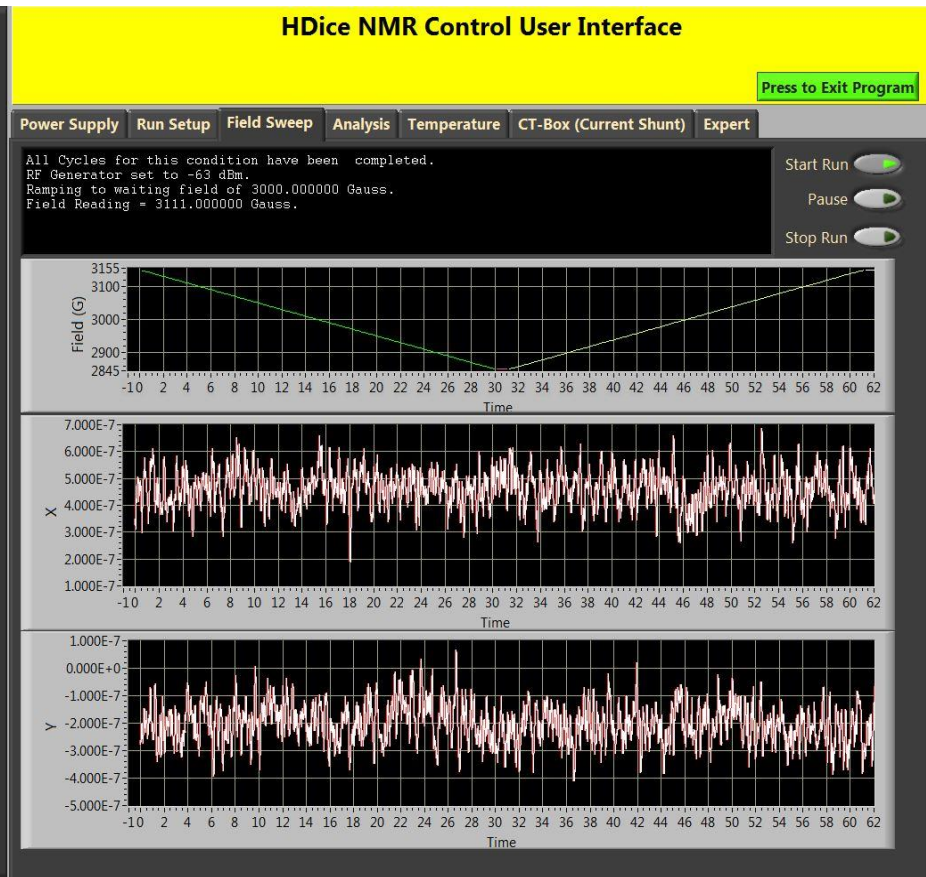 HDice NMR Control User Interface
Press to Exit Program
Power Supply Run Setup Field Sweep Analysis Temperature CT-Box (Current Shunt) Expert
All Cycles for this condition have been completed.
RF Generator set to -63 dBm.
Ramping to waiting field of 3000.000000 Gauss.
Field Reading = 3111.000000 Gauss.
Start Run
Pause
Stop Run
Field (G)
3155
3100
3000
2900
2845
-1 0 2 4 6 8 10 12 14 16 18 20 22 24 26 28 30 32 34 36 38 40 42 44 46 48 50 52 54 56 58 60 62
Time
X
7.000E-7
6.000E-7
5.000E-7
4.000E-7
3.000E-7
2.000E-7
1.000E-7
-1 0 2 4 6 8 10 12 14 16 18 20 22 24 26 28 30 32 34 36 38 40 42 44 46 48 50 52 54 56 58 60 62
Time
Y
1.000E-7
0.000E+0
-1.000E-7
-2.000E-7
-3.000E-7
-4.000E-7
-5.000E-7
-1 0 2 4 6 8 10 12 14 16 18 20 22 24 26 28 30 32 34 36 38 40 42 44 46 48 50 52 54 56 58 60 62
Time